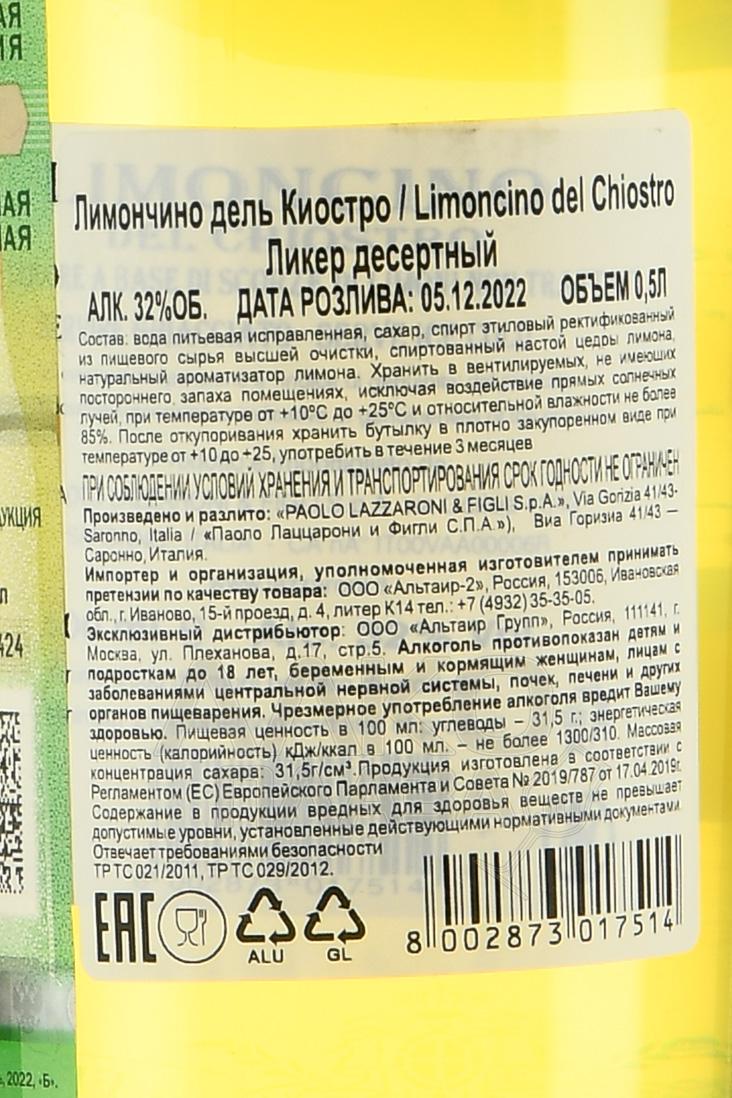 АЯ
ИЯ
АЯ
АЯ
УКЦИЯ
424
2022, «Б».
Лимончино дель Киостро / Limoncino del Chiostro
Ликер десертный
АЛК. 32%ОБ. ДАТА РОЗЛИВА: 05.12.2022 ОБЪЕМ 0,5Л
Состав: вода питьевая исправленная, сахар, спирт этиловый ректификованный
из пищевого сырья высшей очистки, спиртованный настой цедры лимона,
натуральный ароматизатор лимона. Хранить в вентилируемых, не имеющих
постороннего запаха помещениях, исключая воздействие прямых солнечных
лучей, при температуре от +10°С до +25°С и относительной влажности не более
85%. После откупоривания хранить бутылку в плотно закупоренном виде при
температуре от +10 до +25, употребить в течение 3 месяцев
ПРИ СОБЛЮДЕНИИ УСЛОВИЙ ХРАНЕНИЯ И ТРАНСПОРТИРОВАНИЯ СРОК ГОДНОСТИ НЕ ОГРАНИЧЕН
Произведено и разлито: «PAOLO LAZZARONI & FIGLI S.p.A.», Via Gorizia 41/43-
Saronno, Italia / «Паоло Лаццарони и Фигли С.П.А.»), Виа Горизиа 41/43 –
Саронно, Италия.
Импортер и организация, уполномоченная изготовителем принимать
претензии по качеству товара: ООО «Альтаир-2», Россия, 153006, Ивановская
обл., г. Иваново, 15-й проезд, д. 4, литер К14 тел.: +7 (4932) 35-35-05.
Эксклюзивный дистрибьютор: ООО «Альтаир Групп», Россия, 111141, г.
Москва, ул. Плеханова, д.17, стр.5. Алкоголь противопоказан детям и
подросткам до 18 лет, беременным и кормящим женщинам, лицам с
заболеваниями центральной нервной системы, почек, печени и других
органов пищеварения. Чрезмерное употребление алкоголя вредит Вашему
здоровью. Пищевая ценность в 100 мл: углеводы – 31,5 г.; энергетическая
ценность (калорийность) кДж/ккал в 100 мл. – не более 1300/310. Массовая
концентрация сахара: 31,5г/см³.Продукция изготовлена в соответствии с
Регламентом (ЕС) Европейского Парламента и Совета № 2019/787 от 17.04.2019г.
Содержание в продукции вредных для здоровья веществ не превышает
допустимые уровни, установленные действующими нормативными документами.
Отвечает требованиями безопасности
ТР ТС 021/2011, ТР ТС 029/2012.
EAC
ALU GL
8 002873 017514